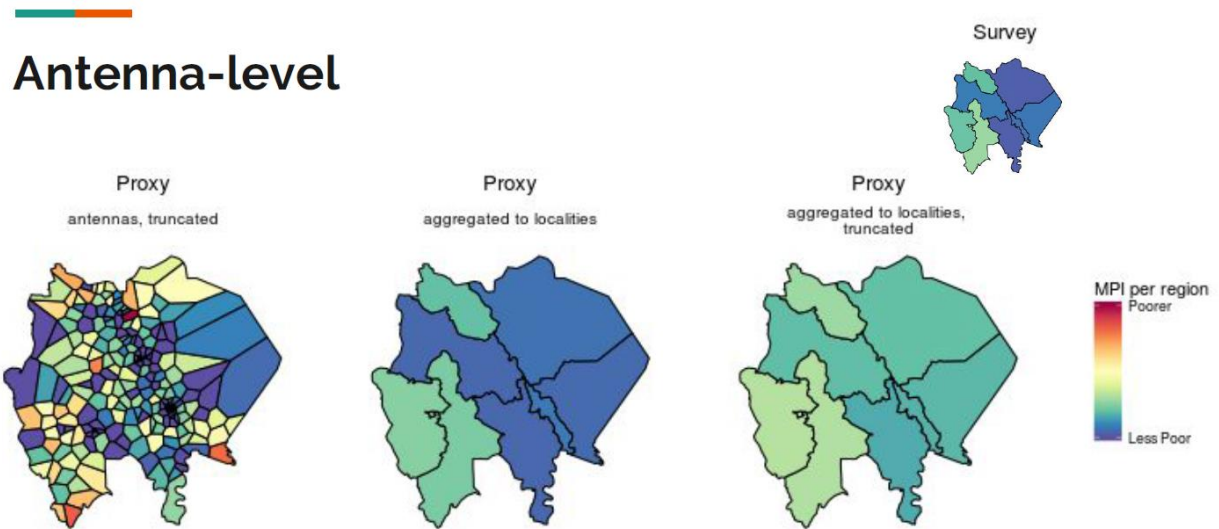 Antenna-level
Survey
Proxy
antennas, truncated
Proxy
aggregated to localities
Proxy
aggregated to localities,
truncated
MPI per region
Poorer
Less Poor